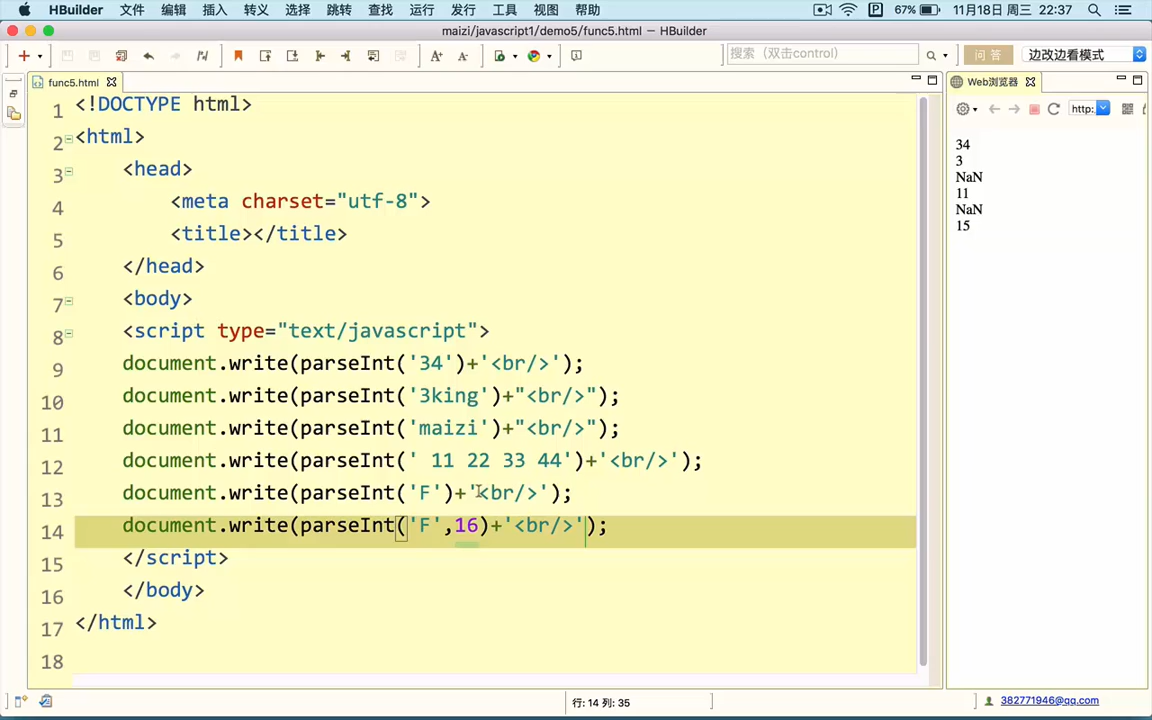 HBuilder 文件 编辑 插入 转义 选择 跳转 查找 运行 发行 工具 视图 帮助 67% 11月18日 周三 22:37
maizi/javascript1/demo5/func5.html — HBuilder
搜索（双击control） 问 答 边改边看模式
func5.html Web浏览器
http:
1 <!DOCTYPE html>
2 <html>
3 <head>
4 <meta charset="utf-8">
5 <title></title>
6 </head>
7 <body>
8 <script type="text/javascript">
9 document.write(parseInt('34')+'<br/>');
10 document.write(parseInt('3king')+"<br/>");
11 document.write(parseInt('maizi')+"<br/>");
12 document.write(parseInt(' 11 22 33 44')+'<br/>');
13 document.write(parseInt('F')+'<br/>');
14 document.write(parseInt('F',16)+'<br/>');
15 </script>
16 </body>
17 </html>
18
34
3
NaN
11
NaN
15
行: 14 列: 35 382771946@qq.com